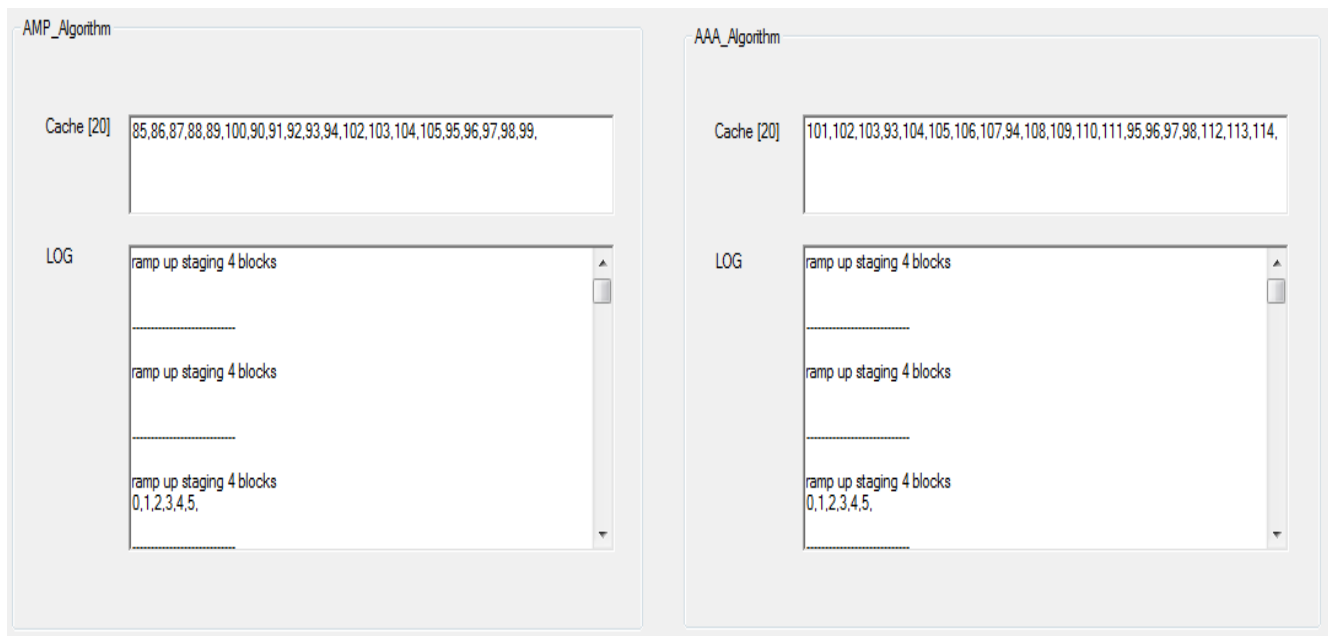 AMP_Algorithm
Cache [20]
85,86,87,88,89,100,90,91,92,93,94,102,103,104,105,95,96,97,98,99,
LOG
ramp up staging 4 blocks
----------------------------
ramp up staging 4 blocks
----------------------------
ramp up staging 4 blocks
0,1,2,3,4,5,
----------------------------
AAA_Algorithm
Cache [20]
101,102,103,93,104,105,106,107,94,108,109,110,111,95,96,97,98,112,113,114,
LOG
ramp up staging 4 blocks
----------------------------
ramp up staging 4 blocks
----------------------------
ramp up staging 4 blocks
0,1,2,3,4,5,
----------------------------